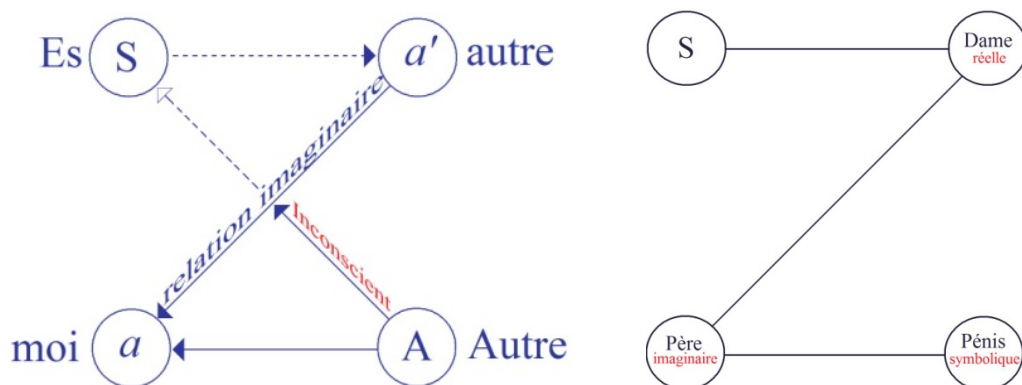 Es S a' autre
relation imaginaire
Inconscient
moi a A Autre
S
Dame
réelle
Père
imaginaire
Pénis
symbolique